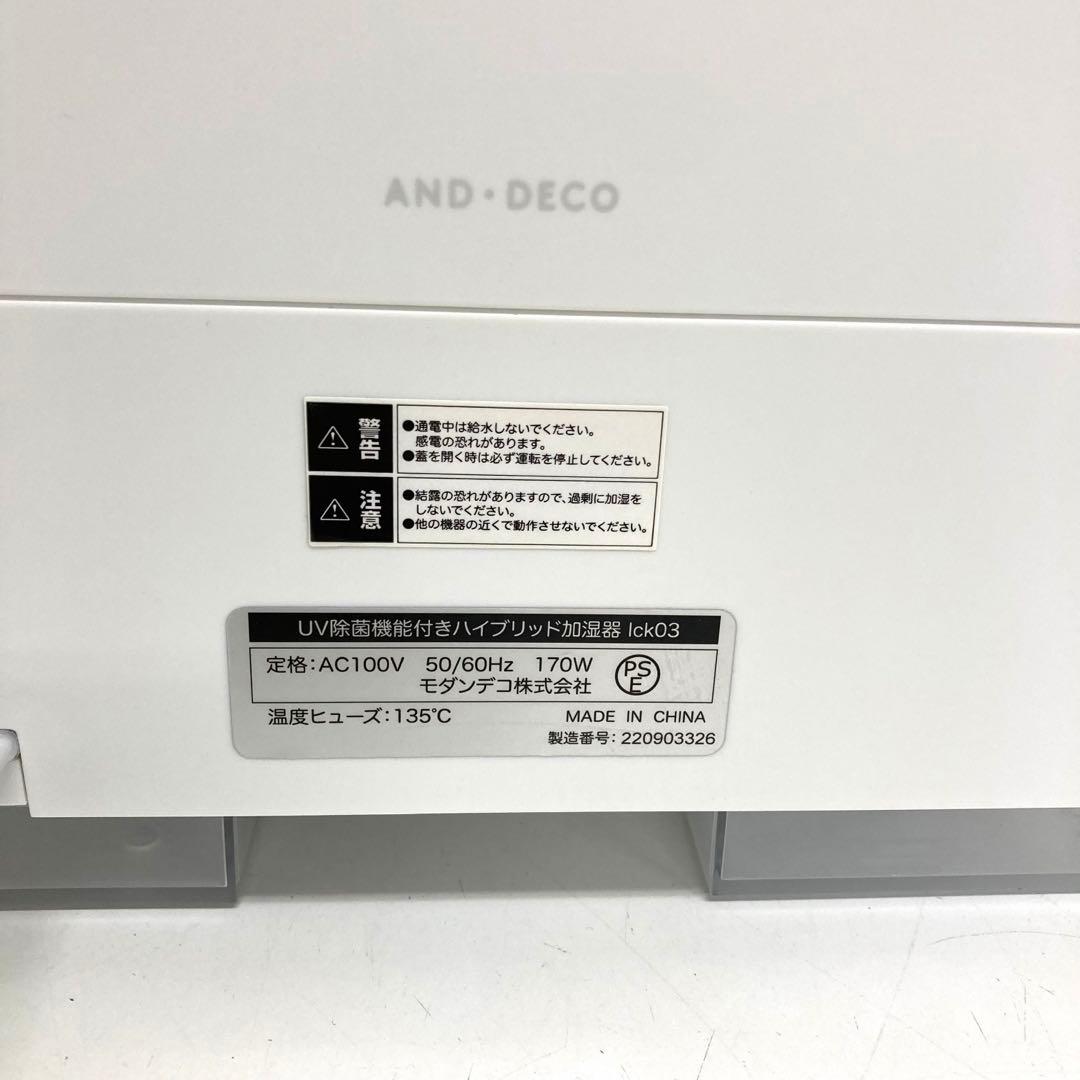 AND・DECO
警告
●通電中は給水しないでください。
感電の恐れがあります。
●蓋を開く時は必ず運転を停止してください。
注意
●結露の恐れがありますので、過剰に加湿を
しないでください。
●他の機器の近くで動作させないでください。
UV除菌機能付きハイブリッド加湿器 lck03
定格：AC100V 50/60Hz 170W
モダンデコ株式会社
PSE
温度ヒューズ：135℃ MADE IN CHINA
製造番号：220903326